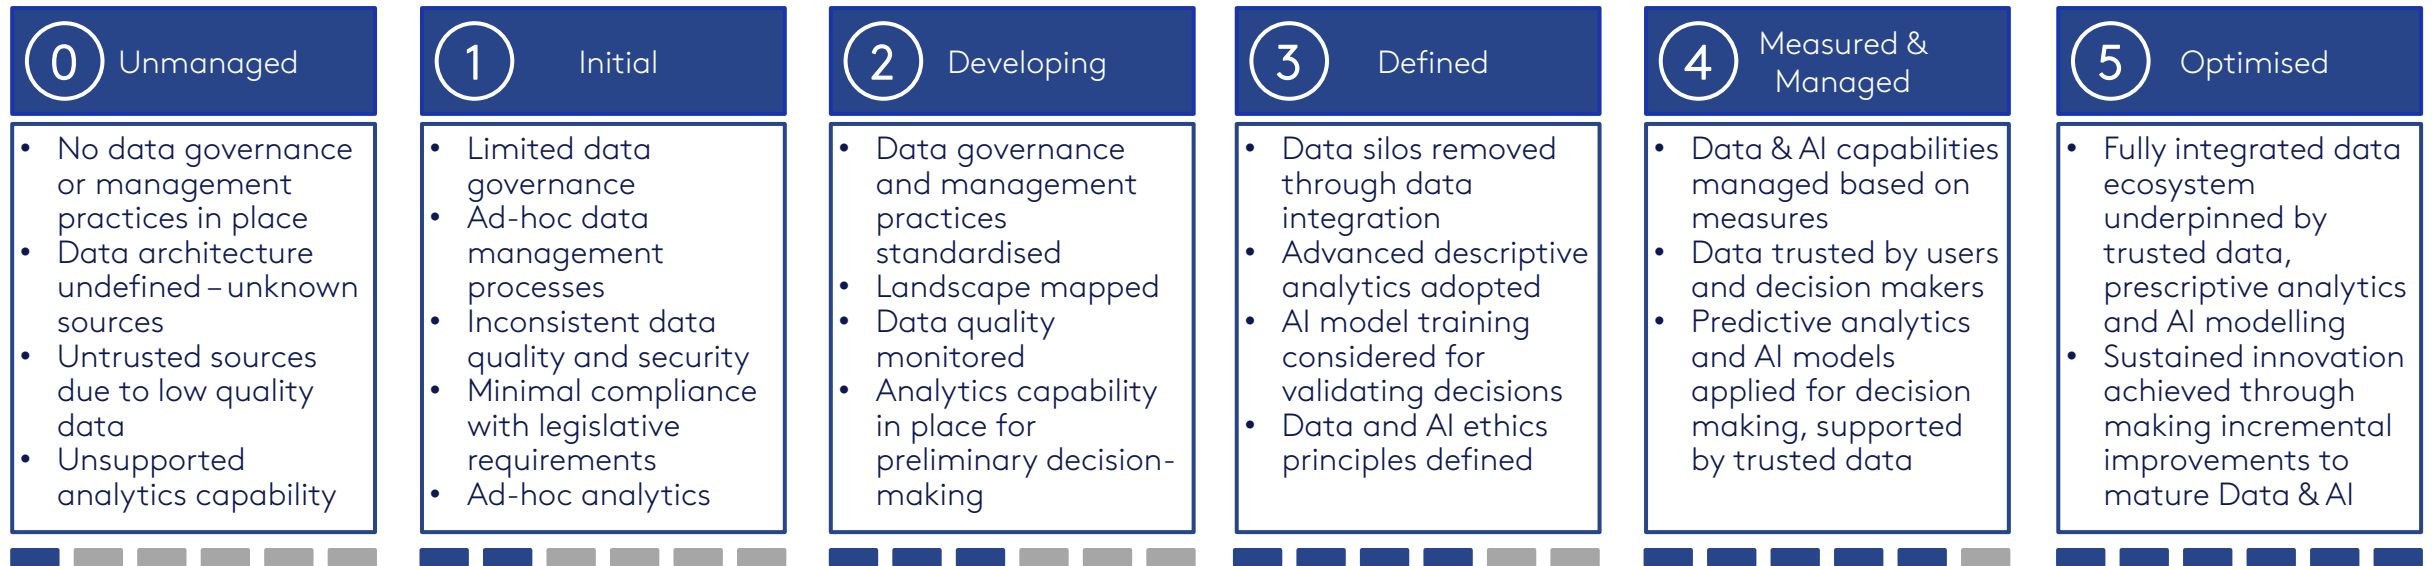 0 Unmanaged
• No data governance
or management
practices in place
• Data architecture
undefined – unknown
sources
• Untrusted sources
due to low quality
data
• Unsupported
analytics capability
1 Initial
• Limited data
governance
• Ad-hoc data
management
processes
• Inconsistent data
quality and security
• Minimal compliance
with legislative
requirements
• Ad-hoc analytics
2 Developing
• Data governance
and management
practices
standardised
• Landscape mapped
• Data quality
monitored
• Analytics capability
in place for
preliminary decision-
making
3 Defined
• Data silos removed
through data
integration
• Advanced descriptive
analytics adopted
• AI model training
considered for
validating decisions
• Data and AI ethics
principles defined
4 Measured &
Managed
• Data & AI capabilities
managed based on
measures
• Data trusted by users
and decision makers
• Predictive analytics
and AI models
applied for decision
making, supported
by trusted data
5 Optimised
• Fully integrated data
ecosystem
underpinned by
trusted data,
prescriptive analytics
and AI modelling
• Sustained innovation
achieved through
making incremental
improvements to
mature Data & AI